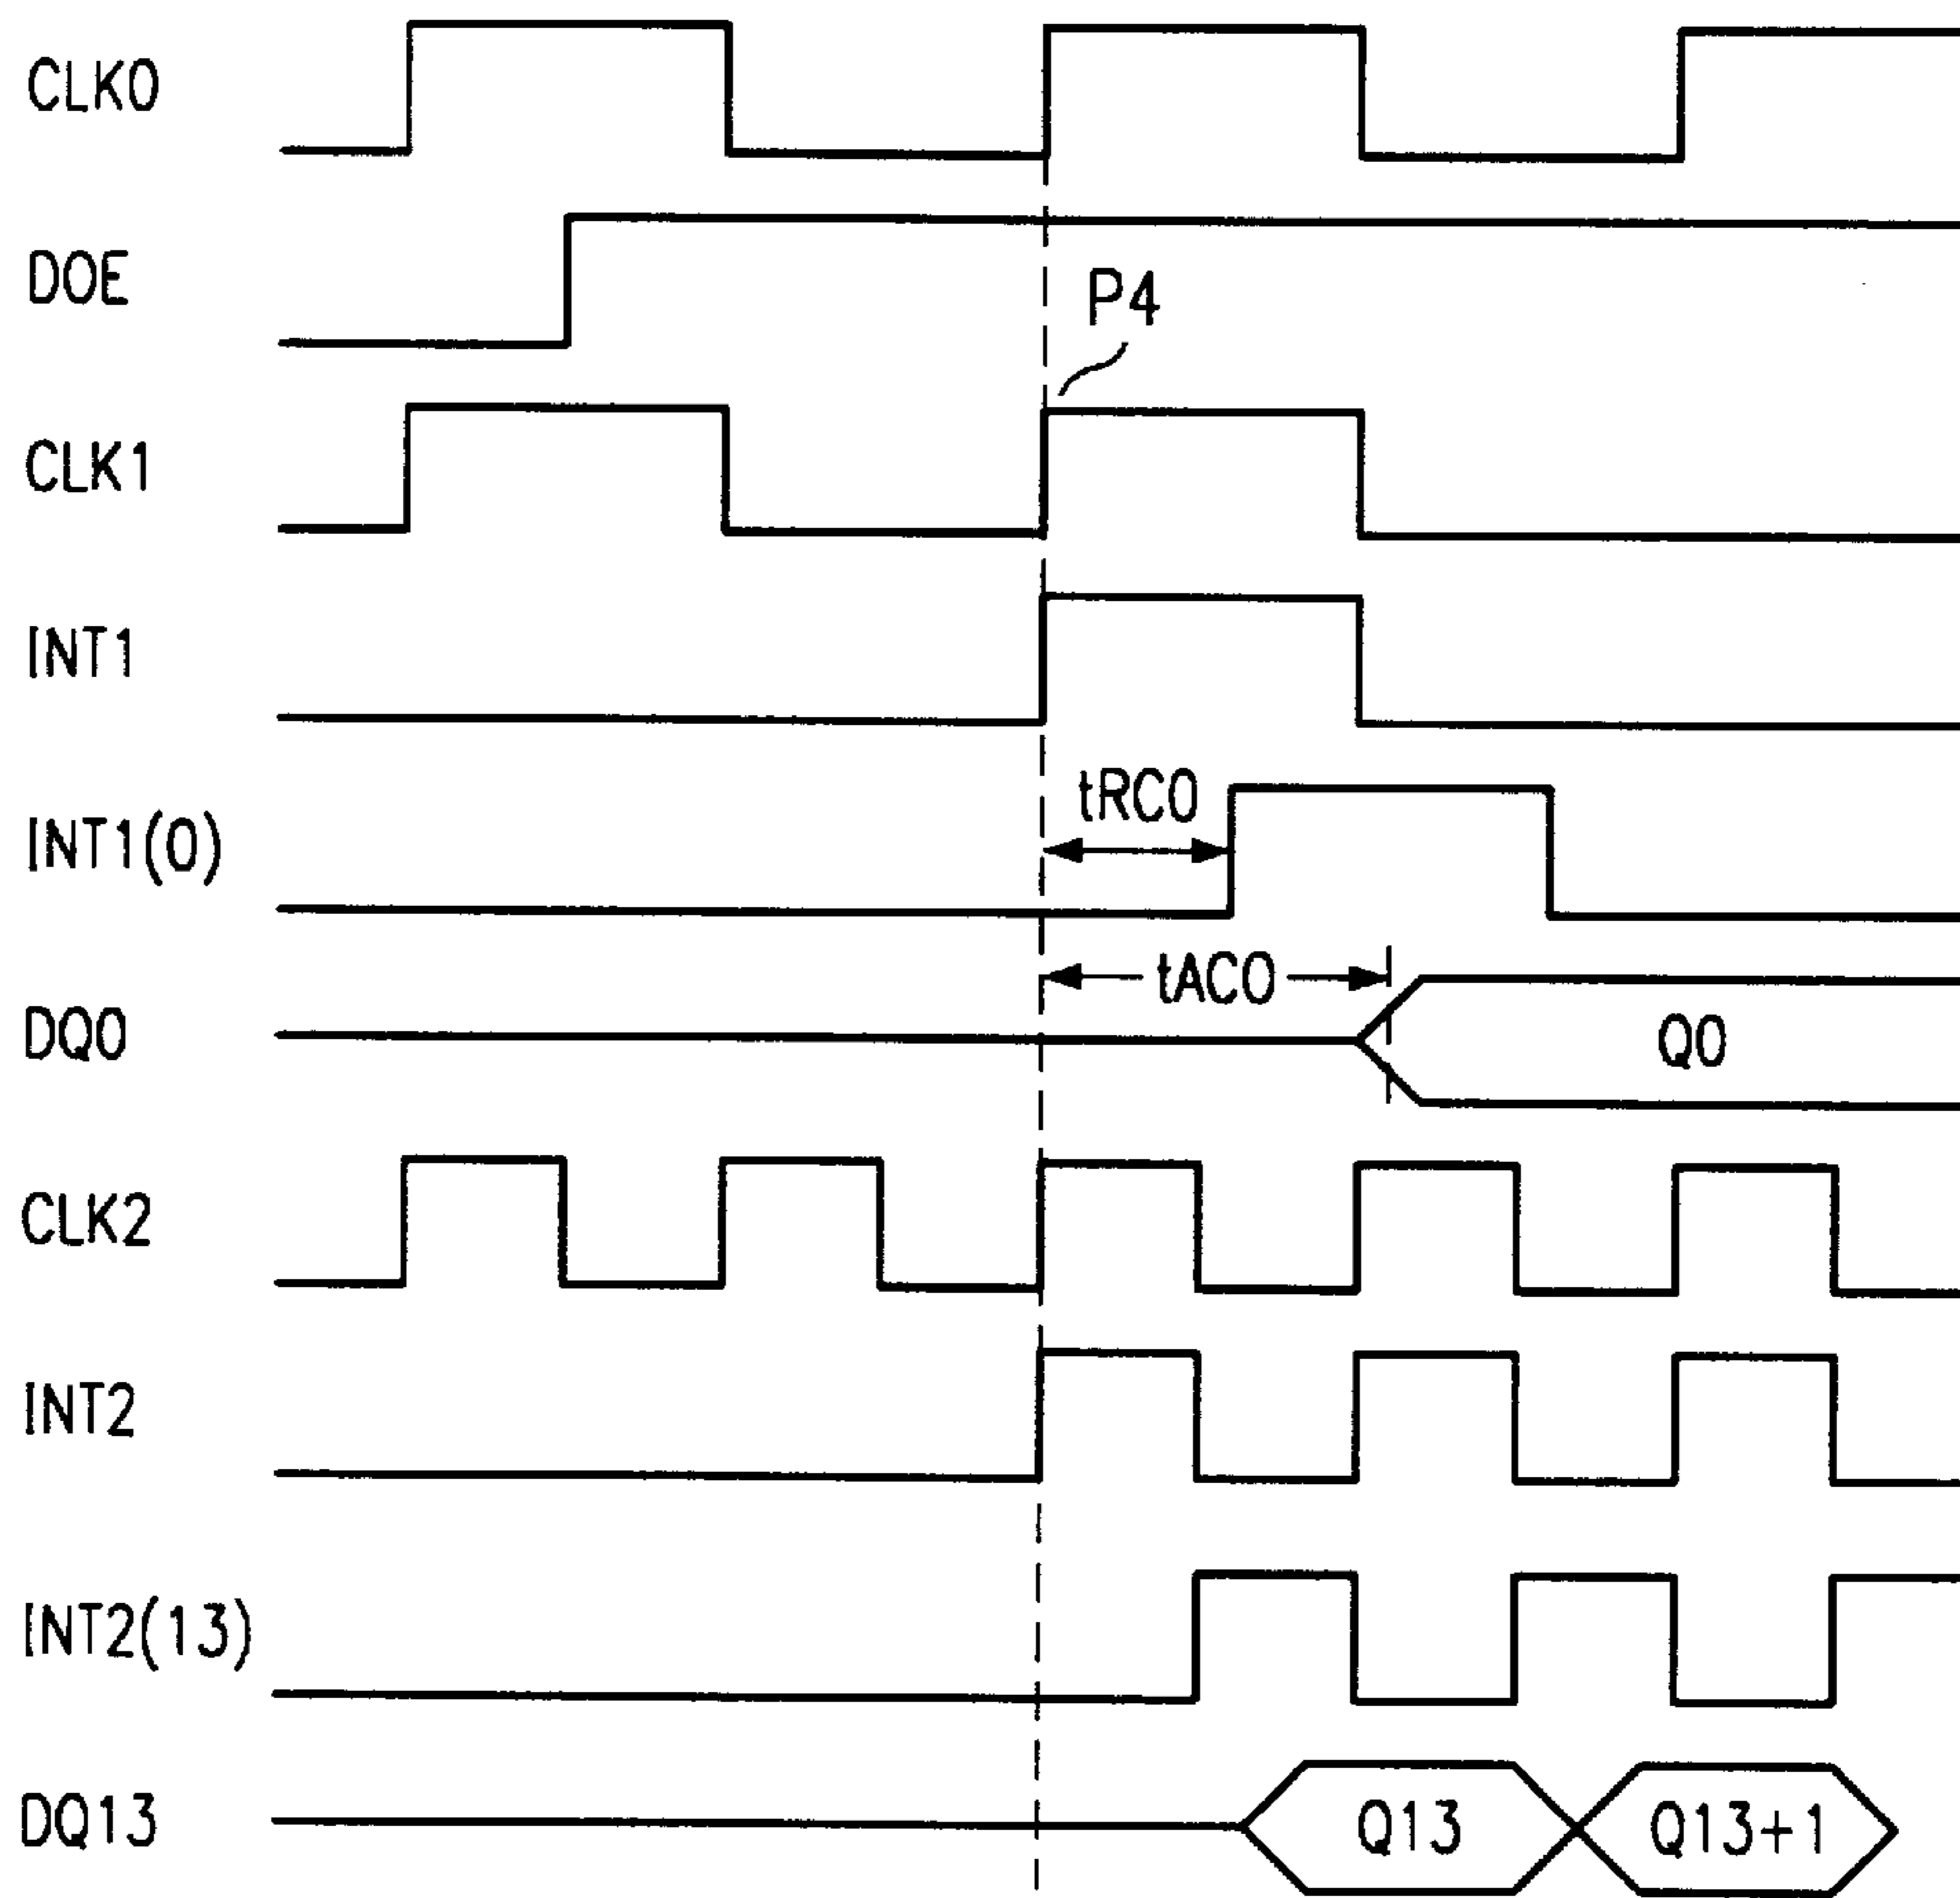 CLK0
DOE
P4
CLK1
INT1
tRC0
INT1(0)
tAC0
DQ0
Q0
CLK2
INT2
INT2(13)
DQ13
Q13
Q13+1